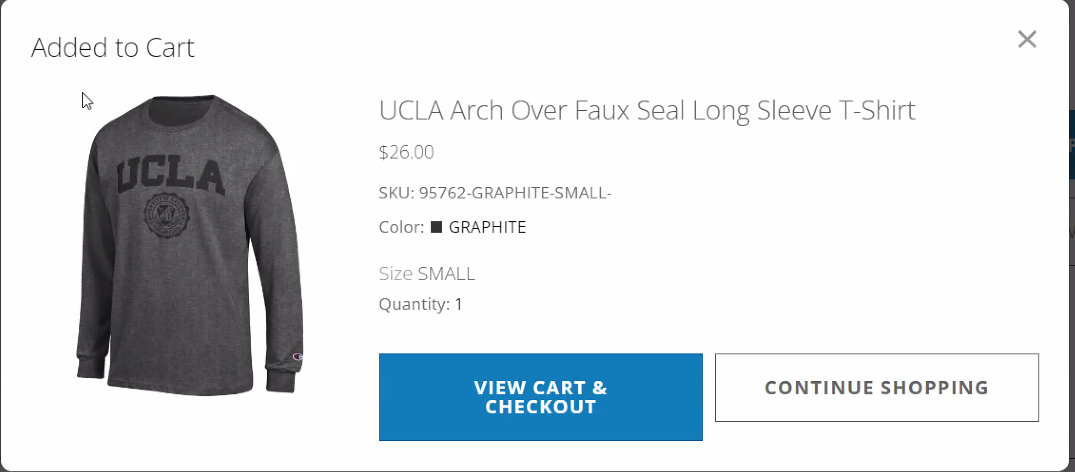 Added to Cart
UCLA
UCLA Arch Over Faux Seal Long Sleeve T-Shirt
$26.00
SKU: 95762-GRAPHITE-SMALL-
Color: GRAPHITE
Size SMALL
Quantity: 1
VIEW CART &
CHECKOUT
CONTINUE SHOPPING